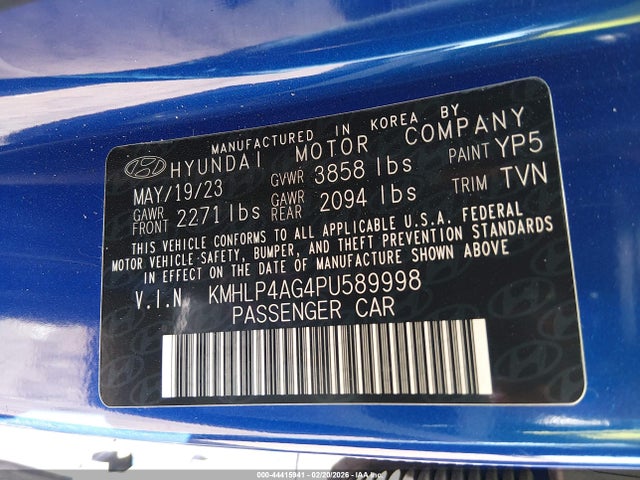 MANUFACTURED IN KOREA BY
HYUNDAI MOTOR COMPANY
MAY/19/23 GVWR 3858 lbs PAINT YP5
GAWR FRONT 2271 lbs GAWR REAR 2094 lbs TRIM TVN
THIS VEHICLE CONFORMS TO ALL APPLICABLE U.S.A. FEDERAL
MOTOR VEHICLE-SAFETY, BUMPER, AND THEFT PREVENTION STANDARDS
IN EFFECT ON THE DATE OF MANUFACTURE SHOWN ABOVE
V.I.N KMHLP4AG4PU589998
PASSENGER CAR
000-44415941 - 02/20/2026 - IAA, Inc.